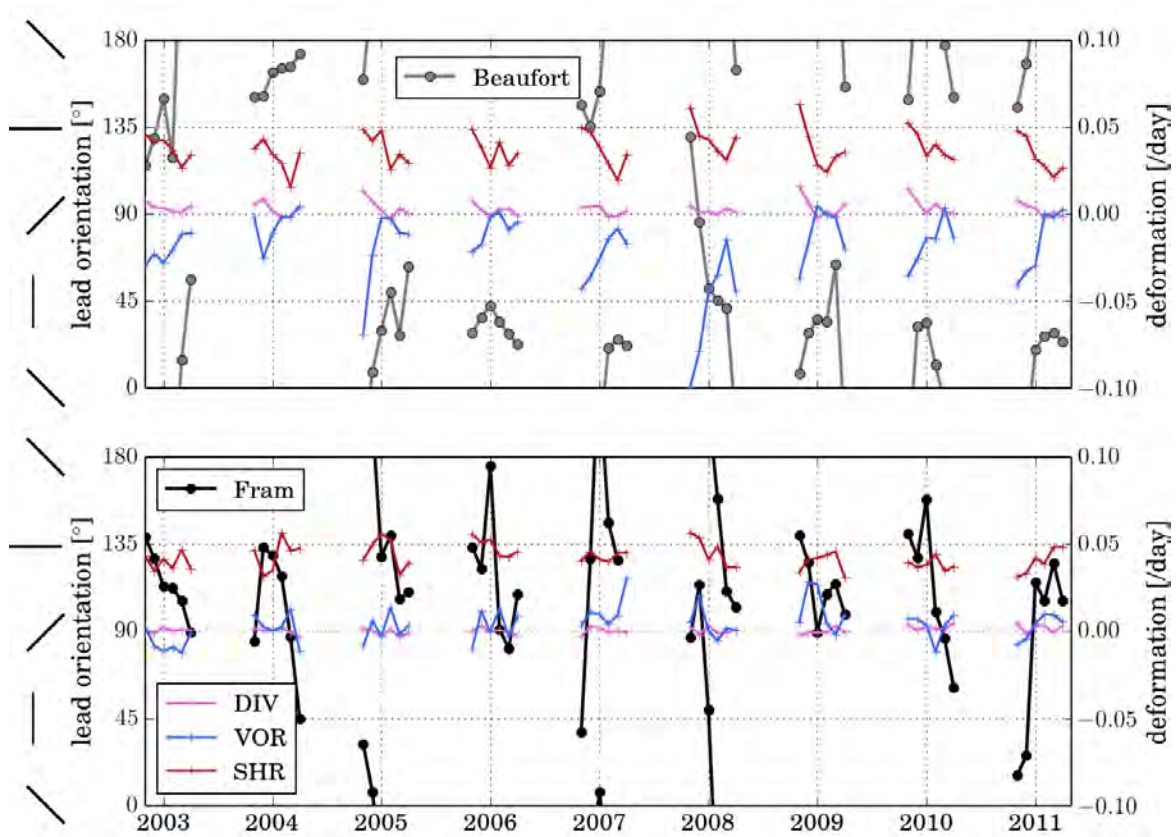 180
135
90
45
0
lead orientation [°]
Beaufort
0.10
0.05
0.00
−0.05
−0.10
deformation [/day]
180
135
90
45
0
lead orientation [°]
Fram
DIV
VOR
SHR
0.10
0.05
0.00
−0.05
−0.10
deformation [/day]
2003 2004 2005 2006 2007 2008 2009 2010 2011